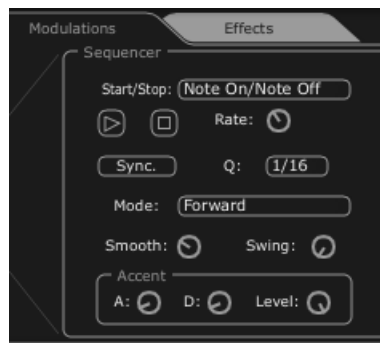 Modulations Effects
Sequencer
Start/Stop: Note On/Note Off
Rate:
Sync. Q: 1/16
Mode: Forward
Smooth: Swing:
Accent
A: D: Level: